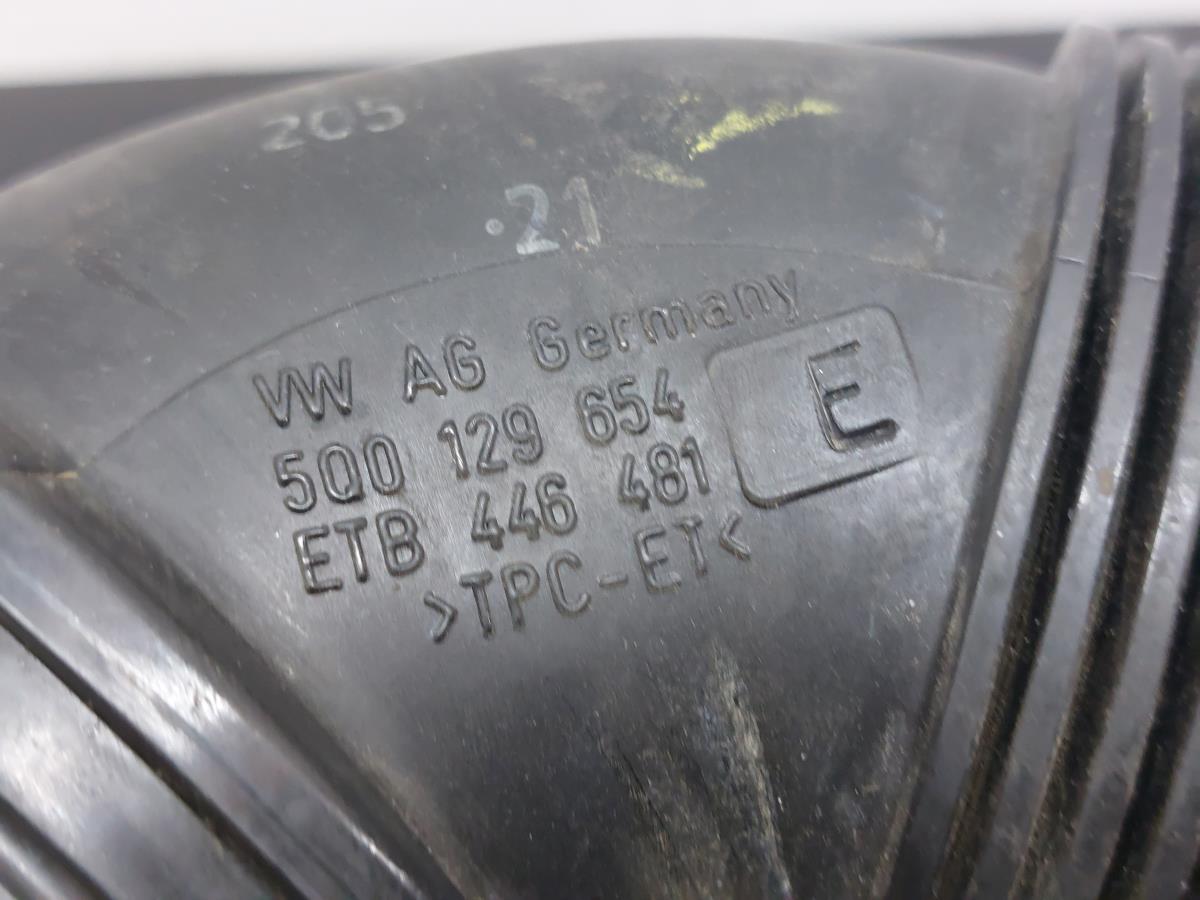 205
.21
VW AG Germany
5Q0 129 654
E
ETB 446 481
>TPC-ET<